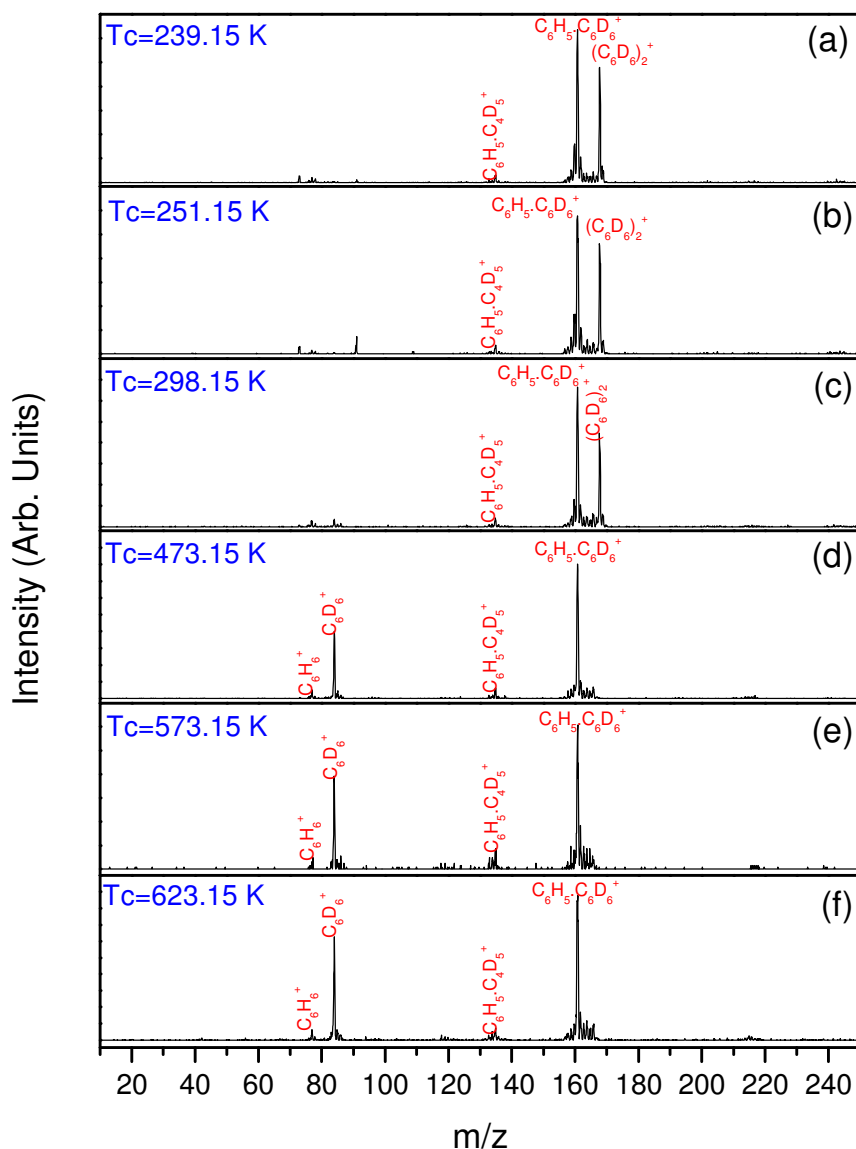 Intensity (Arb. Units)
Tc=239.15 K
C₆H₅.C₄D₅⁺
C₆H₅.C₆D₆⁺
(C₆D₆)₂⁺
(a)
Tc=251.15 K
C₆H₅.C₄D₅⁺
C₆H₅.C₆D₆⁺
(C₆D₆)₂⁺
(b)
Tc=298.15 K
C₆H₅.C₄D₅⁺
C₆H₅.C₆D₆⁺
(C₆D₆)₂⁺
(c)
Tc=473.15 K
C₆H₆⁺
C₆D₆⁺
C₆H₅.C₄D₅⁺
C₆H₅.C₆D₆⁺
(d)
Tc=573.15 K
C₆H₆⁺
C₆D₆⁺
C₆H₅.C₄D₅⁺
C₆H₅.C₆D₆⁺
(e)
Tc=623.15 K
C₆H₆⁺
C₆D₆⁺
C₆H₅.C₄D₅⁺
C₆H₅.C₆D₆⁺
(f)
20 40 60 80 100 120 140 160 180 200 220 240
m/z